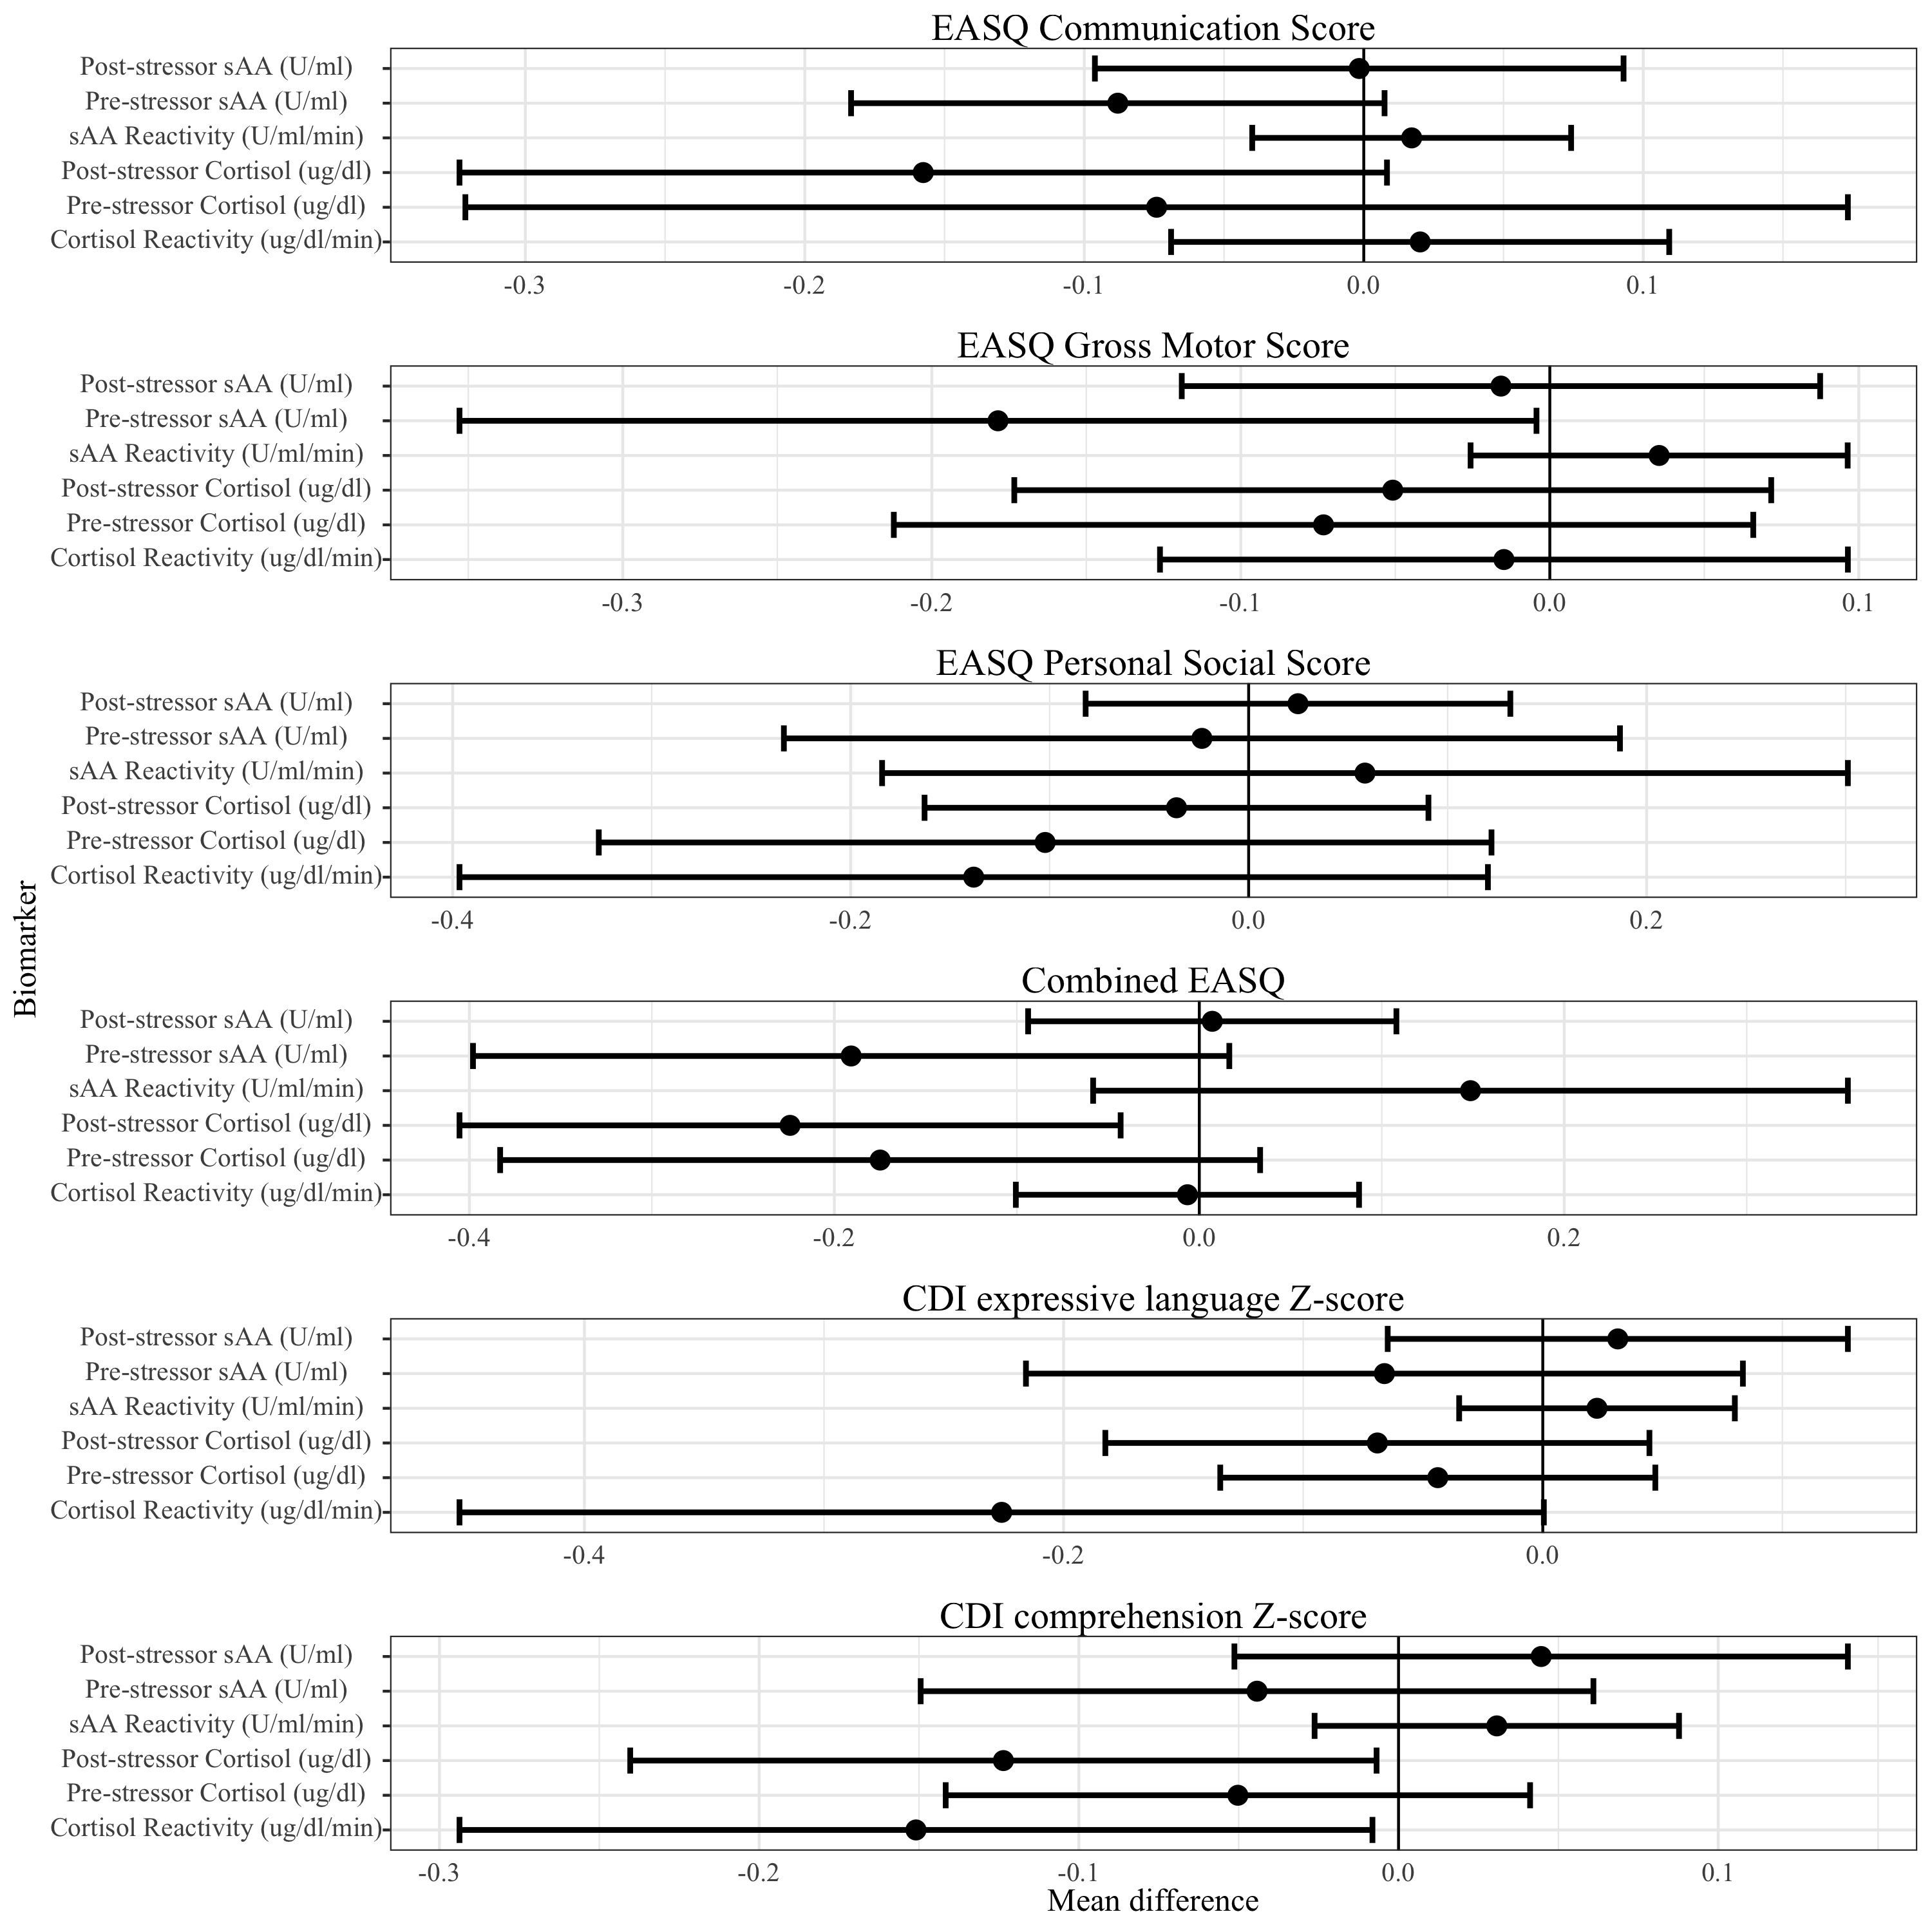 EASQ Communication Score
Post-stressor sAA (U/ml)
Pre-stressor sAA (U/ml)
sAA Reactivity (U/ml/min)
Post-stressor Cortisol (ug/dl)
Pre-stressor Cortisol (ug/dl)
Cortisol Reactivity (ug/dl/min)
-0.3 -0.2 -0.1 0.0 0.1
EASQ Gross Motor Score
Post-stressor sAA (U/ml)
Pre-stressor sAA (U/ml)
sAA Reactivity (U/ml/min)
Post-stressor Cortisol (ug/dl)
Pre-stressor Cortisol (ug/dl)
Cortisol Reactivity (ug/dl/min)
-0.3 -0.2 -0.1 0.0 0.1
EASQ Personal Social Score
Post-stressor sAA (U/ml)
Pre-stressor sAA (U/ml)
sAA Reactivity (U/ml/min)
Post-stressor Cortisol (ug/dl)
Pre-stressor Cortisol (ug/dl)
Cortisol Reactivity (ug/dl/min)
-0.4 -0.2 0.0 0.2
Biomarker
Combined EASQ
Post-stressor sAA (U/ml)
Pre-stressor sAA (U/ml)
sAA Reactivity (U/ml/min)
Post-stressor Cortisol (ug/dl)
Pre-stressor Cortisol (ug/dl)
Cortisol Reactivity (ug/dl/min)
-0.4 -0.2 0.0 0.2
CDI expressive language Z-score
Post-stressor sAA (U/ml)
Pre-stressor sAA (U/ml)
sAA Reactivity (U/ml/min)
Post-stressor Cortisol (ug/dl)
Pre-stressor Cortisol (ug/dl)
Cortisol Reactivity (ug/dl/min)
-0.4 -0.2 0.0
CDI comprehension Z-score
Post-stressor sAA (U/ml)
Pre-stressor sAA (U/ml)
sAA Reactivity (U/ml/min)
Post-stressor Cortisol (ug/dl)
Pre-stressor Cortisol (ug/dl)
Cortisol Reactivity (ug/dl/min)
-0.3 -0.2 -0.1 0.0 0.1
Mean difference